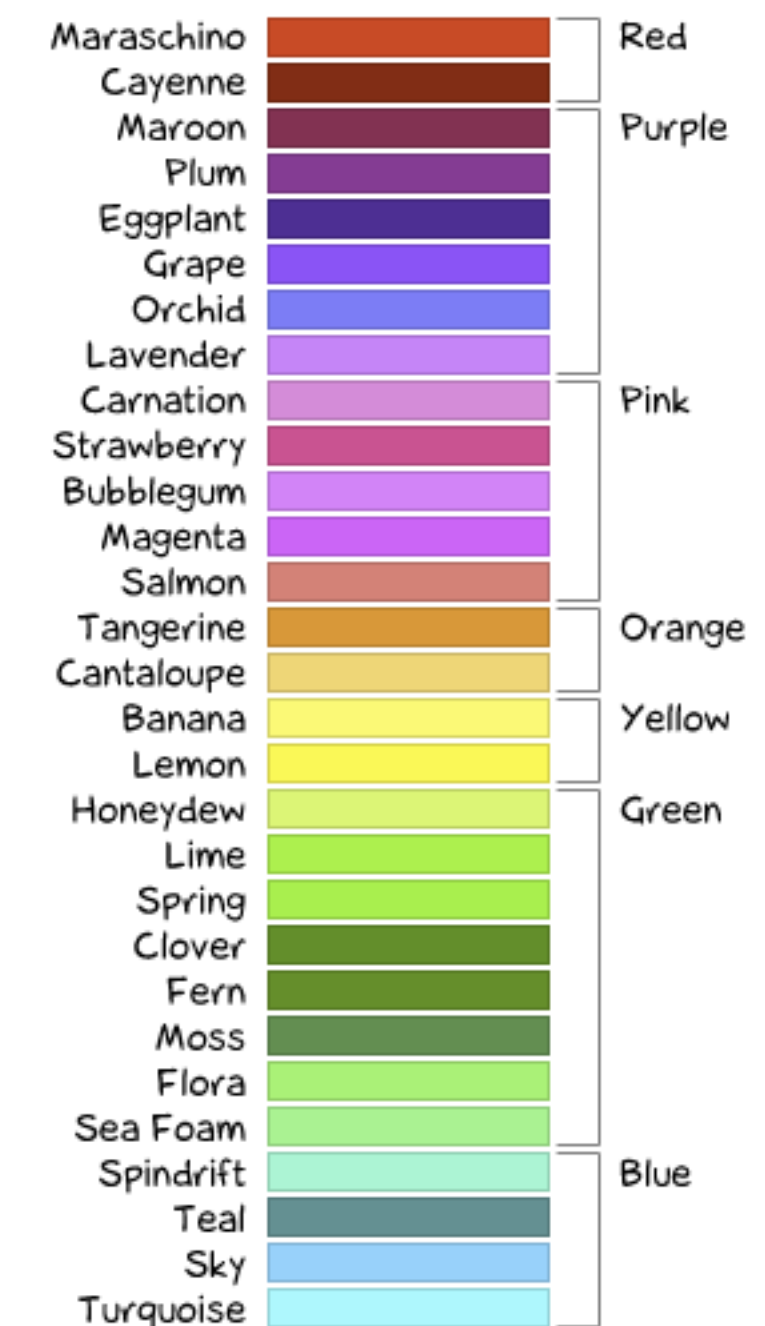 Maraschino Red
Cayenne
Maroon Purple
Plum
Eggplant
Grape
Orchid
Lavender
Carnation Pink
Strawberry
Bubblegum
Magenta
Salmon
Tangerine Orange
Cantaloupe
Banana Yellow
Lemon
Honeydew Green
Lime
Spring
Clover
Fern
Moss
Flora
Sea Foam
Spindrift Blue
Teal
Sky
Turquoise